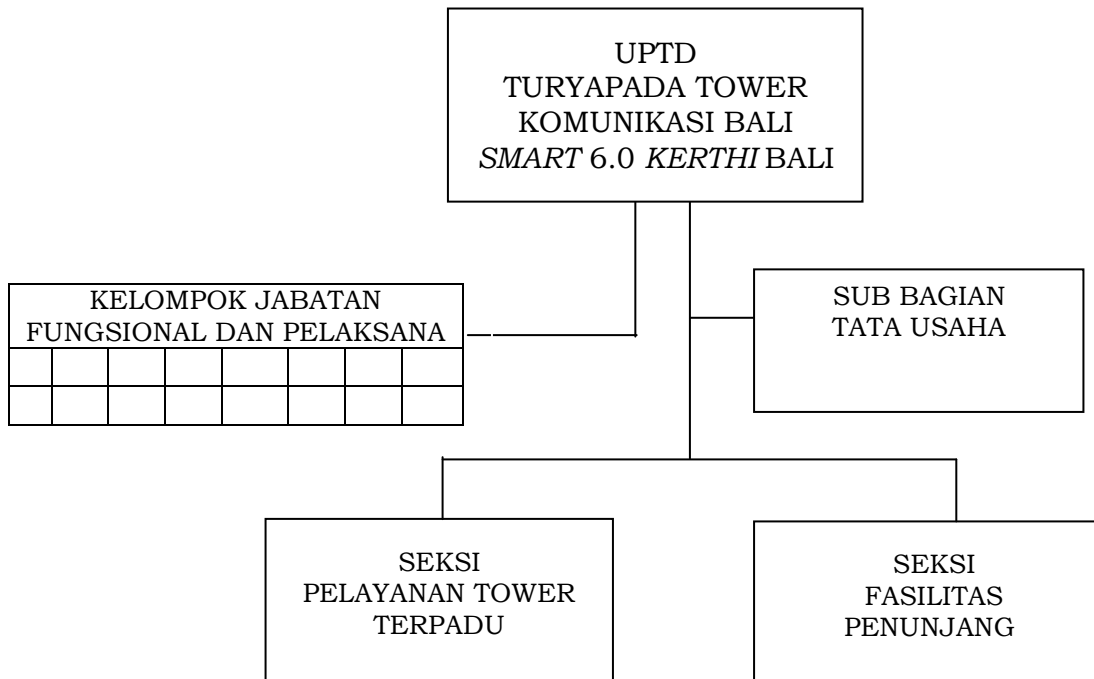 UPTD
TURYAPADA TOWER
KOMUNIKASI BALI
SMART 6.0 KERTHI BALI
KELOMPOK JABATAN
FUNGSIONAL DAN PELAKSANA
SUB BAGIAN
TATA USAHA
SEKSI
PELAYANAN TOWER
TERPADU
SEKSI
FASILITAS
PENUNJANG